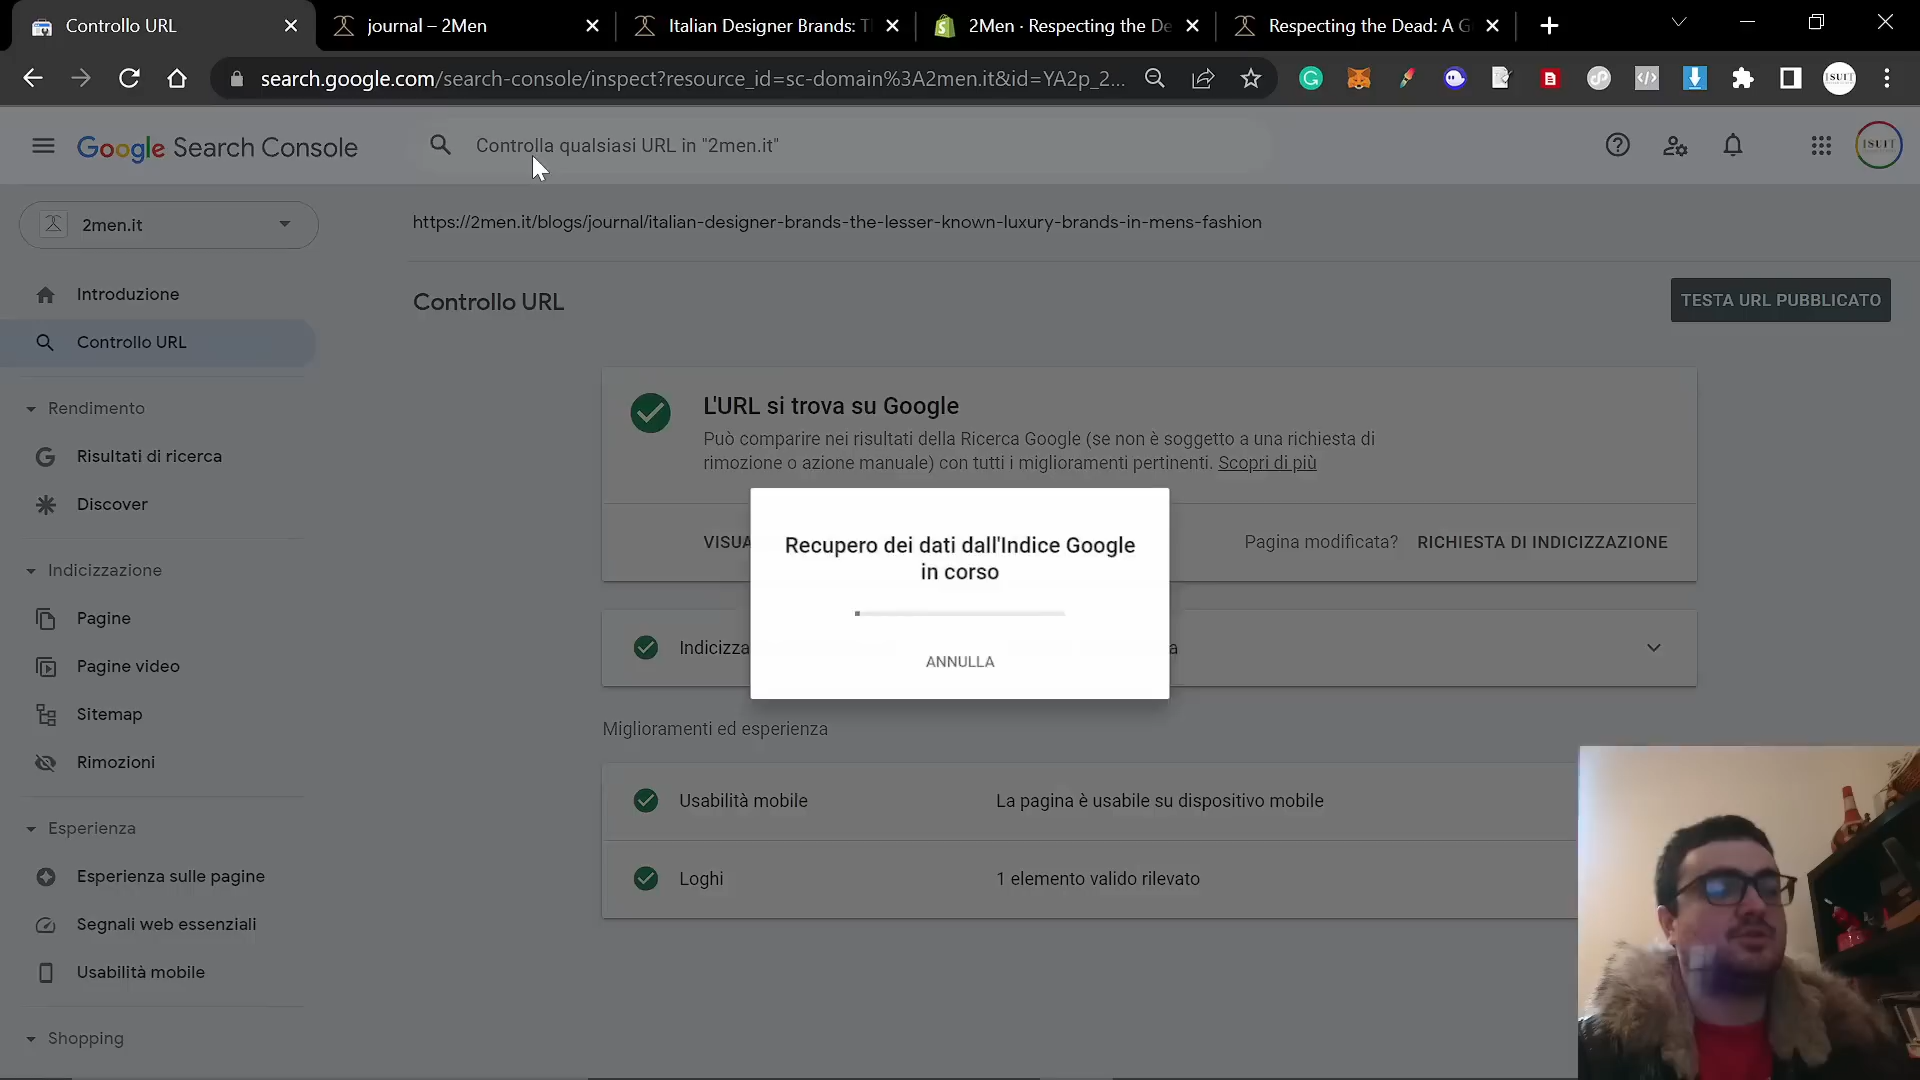 Controllo URL
journal – 2Men
Italian Designer Brands: T
2Men · Respecting the De
Respecting the Dead: A G
search.google.com/search-console/inspect?resource_id=sc-domain%3A2men.it&id=YA2p_2...
Google Search Console
Controlla qualsiasi URL in "2men.it"
ISUIT
2men.it
https://2men.it/blogs/journal/italian-designer-brands-the-lesser-known-luxury-brands-in-mens-fashion
Introduzione
Controllo URL
TESTA URL PUBBLICATO
Controllo URL
Rendimento
L'URL si trova su Google
Può comparire nei risultati della Ricerca Google (se non è soggetto a una richiesta di
rimozione o azione manuale) con tutti i miglioramenti pertinenti. Scopri di più
Risultati di ricerca
Discover
VISUA
Pagina modificata? RICHIESTA DI INDICIZZAZIONE
Recupero dei dati dall'Indice Google
in corso
ANNULLA
Indicizzazione
Pagine
Indicizza
a
Pagine video
Sitemap
Miglioramenti ed esperienza
Rimozioni
Usabilità mobile
La pagina è usabile su dispositivo mobile
Esperienza
Esperienza sulle pagine
Loghi
1 elemento valido rilevato
Segnali web essenziali
Usabilità mobile
Shopping